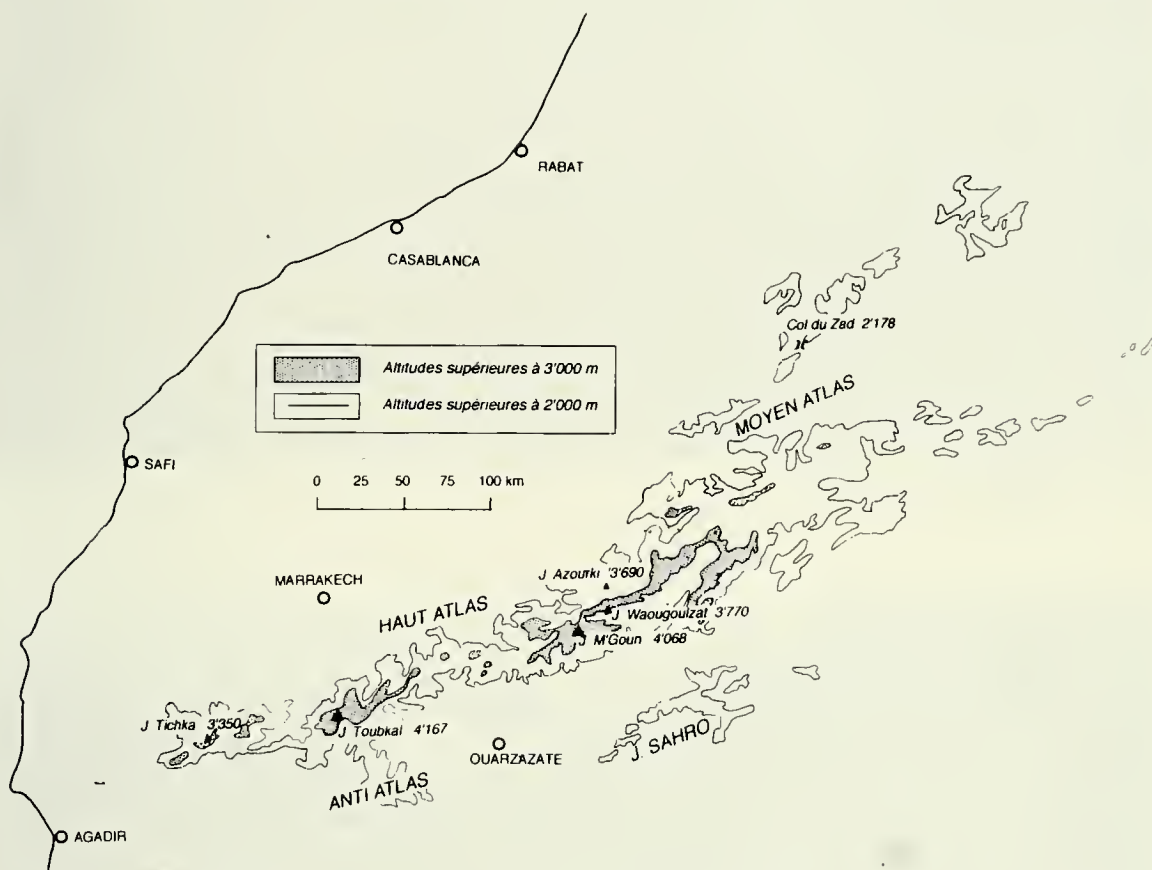 RABAT
CASABLANCA
Col du Zad 2'178
Altitudes supérieures à 3'000 m
Altitudes supérieures à 2'000 m
MOYEN ATLAS
SAFI
0 25 50 75 100 km
MARRAKECH
J Azourki 3'690
HAUT ATLAS
J Waougoulzat 3'770
J M'Goun 4'068
J Tichka 3'350
J Toubkal 4'167
OUARZAZATE
J. SAHRO
ANTI ATLAS
AGADIR